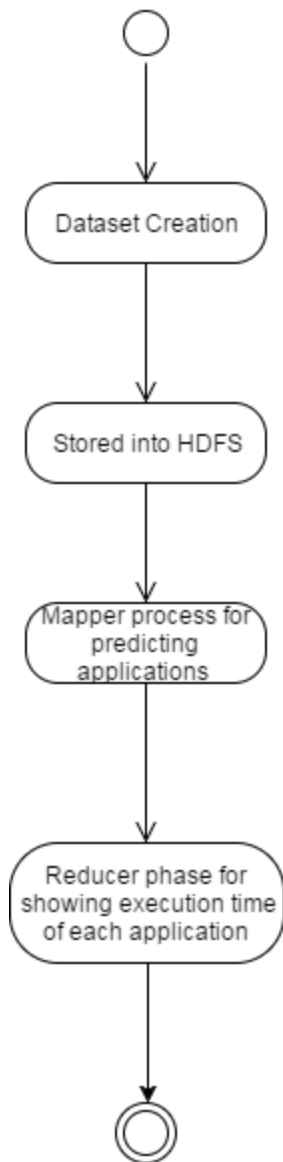 Dataset Creation
Stored into HDFS
Mapper process for
predicting
applications
Reducer phase for
showing execution time
of each application